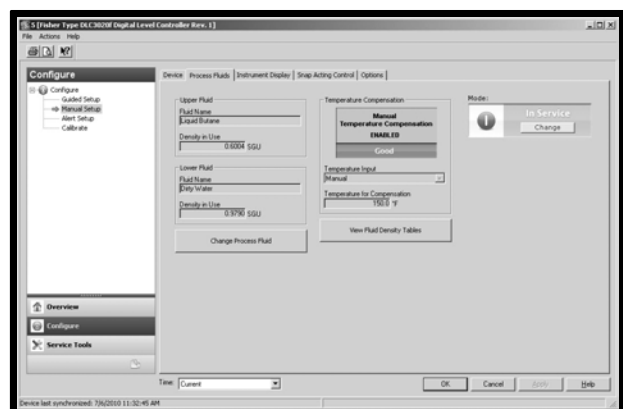 5 [Fisher Type DLC3020f Digital Level Controller Rev. 1]
File Actions Help
Configure
Configure
Guided Setup
Manual Setup
Alert Setup
Calibrate
Overview
Configure
Service Tools
Device Process Fluids Instrument Display Snap Acting Control Options
Upper Fluid
Fluid Name
Liquid Butane
Density in Use
0.6004 SGU
Lower Fluid
Fluid Name
Dirty Water
Density in Use
0.9790 SGU
Change Process Fluid
Temperature Compensation
Manual
Temperature Compensation
ENABLED
Good
Temperature Input
Manual
Temperature for Compensation
150.0 °F
View Fluid Density Tables
Mode:
In Service
Change
Time: Current
OK Cancel Apply Help
Device last synchronized: 7/6/2010 11:32:45 AM